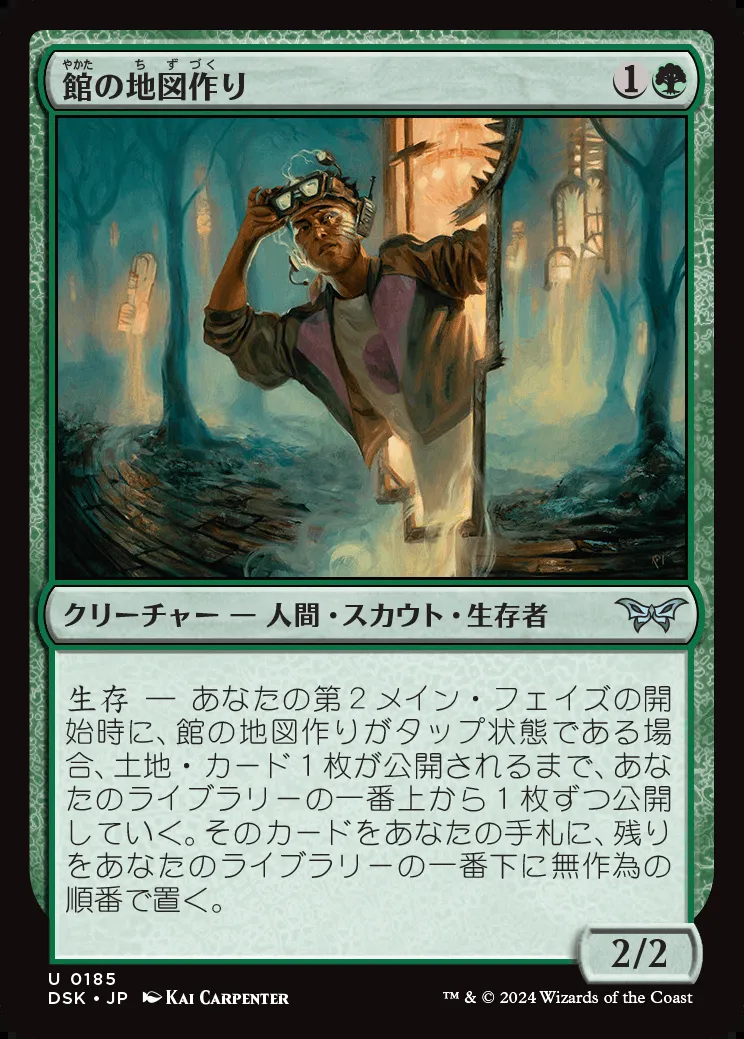 やかた ち ず づく
館の地図作り 1
クリーチャー — 人間・スカウト・生存者
生存 — あなたの第2メイン・フェイズの開
始時に、館の地図作りがタップ状態である場
合、土地・カード1枚が公開されるまで、あな
たのライブラリーの一番上から1枚ずつ公開
していく。そのカードをあなたの手札に、残り
をあなたのライブラリーの一番下に無作為の
順番で置く。
2/2
U 0185
DSK • JP KAI CARPENTER
™ & © 2024 Wizards of the Coast